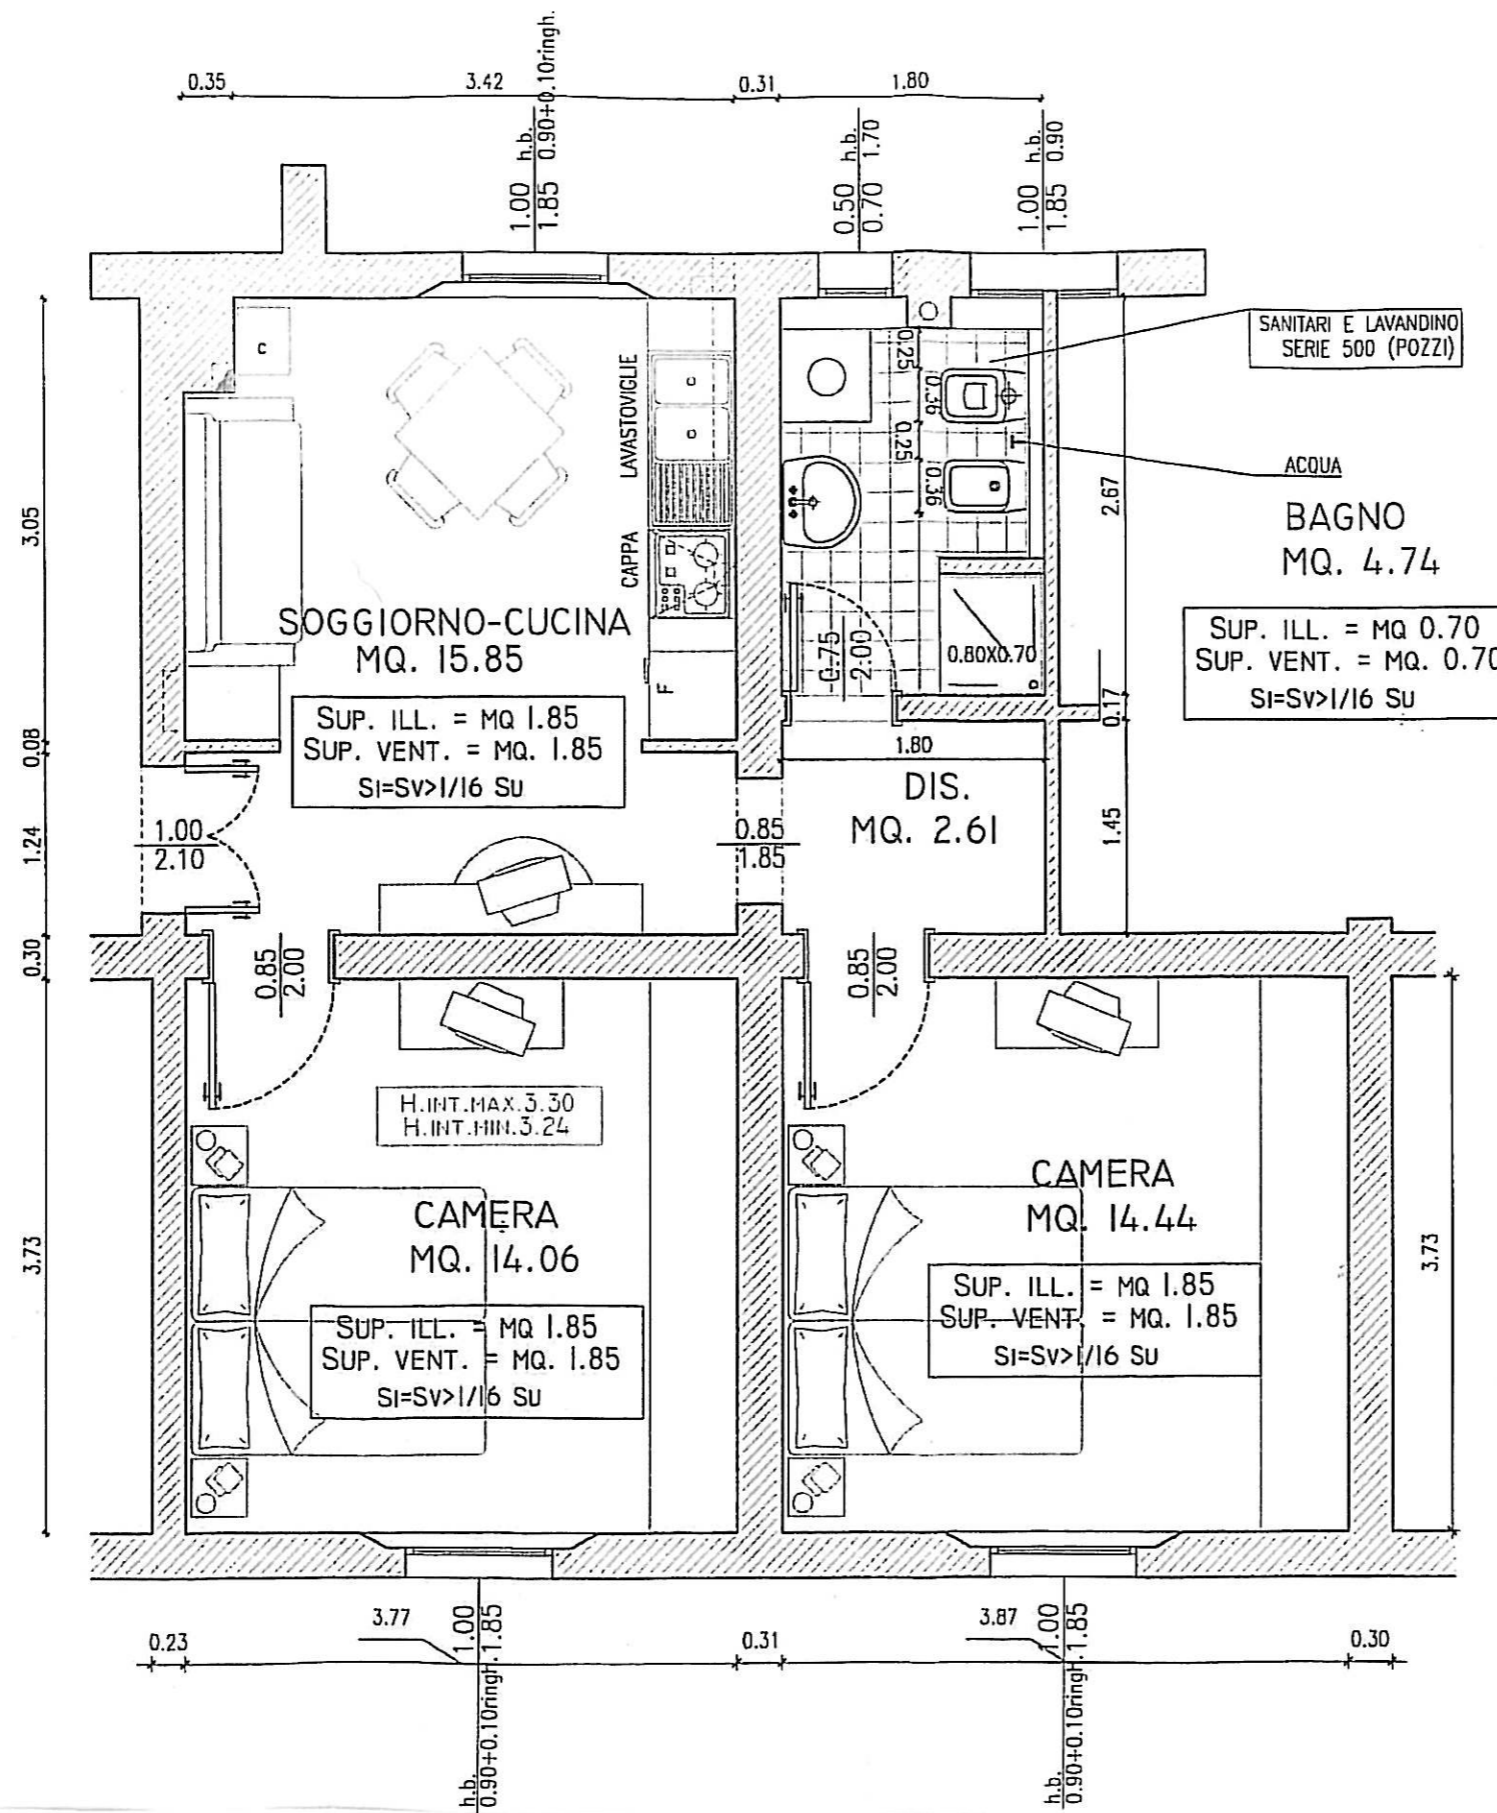 0.35
3.42
0.31
1.80
1.00 h.b.
1.85 0.90+0.10ringh.
0.50 h.b.
0.70 1.70
1.00 h.b.
1.85 0.90
SANITARI E LAVANDINO
SERIE 500 (POZZI)
C
LAVASTOVIGLIE
CAPPA
0.25
0.36
0.25
0.36
ACQUA
2.67
BAGNO
MQ. 4.74
3.05
SOGGIORNO-CUCINA
MQ. 15.85
F
0.75
2.00
0.80X0.70
SUP. ILL. = MQ 0.70
SUP. VENT. = MQ. 0.70
SI=SV>1/16 SU
SUP. ILL. = MQ 1.85
SUP. VENT. = MQ. 1.85
SI=SV>1/16 SU
0.17
0.08
1.80
DIS.
MQ. 2.61
1.24
1.00
2.10
0.85
1.85
1.45
0.30
0.85
2.00
0.85
2.00
H.INT.MAX.3.30
H.INT.MIN.3.24
CAMERA
MQ. 14.06
CAMERA
MQ. 14.44
3.73
3.73
SUP. ILL. = MQ 1.85
SUP. VENT. = MQ. 1.85
SI=SV>1/16 SU
SUP. ILL. = MQ 1.85
SUP. VENT. = MQ. 1.85
SI=SV>1/16 SU
0.23
3.77
0.31
3.87
0.30
h.b. 1.00
0.90+0.10ringh. 1.85
h.b. 1.00
0.90+0.10ringh. 1.85